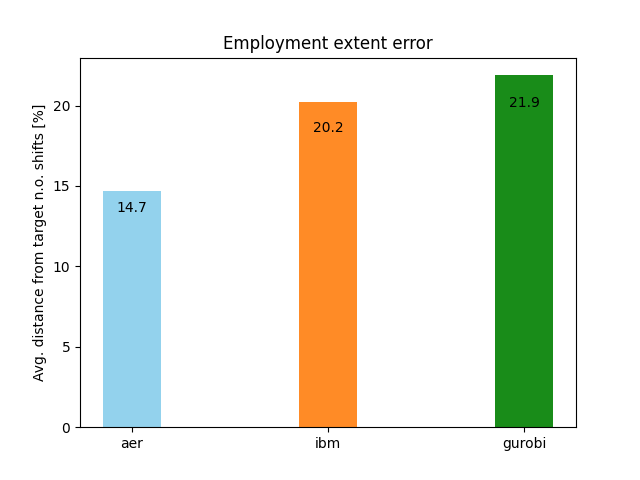 Employment extent error
Avg. distance from target n.o. shifts [%]
20
15
10
5
0
14.7
20.2
21.9
aer
ibm
gurobi